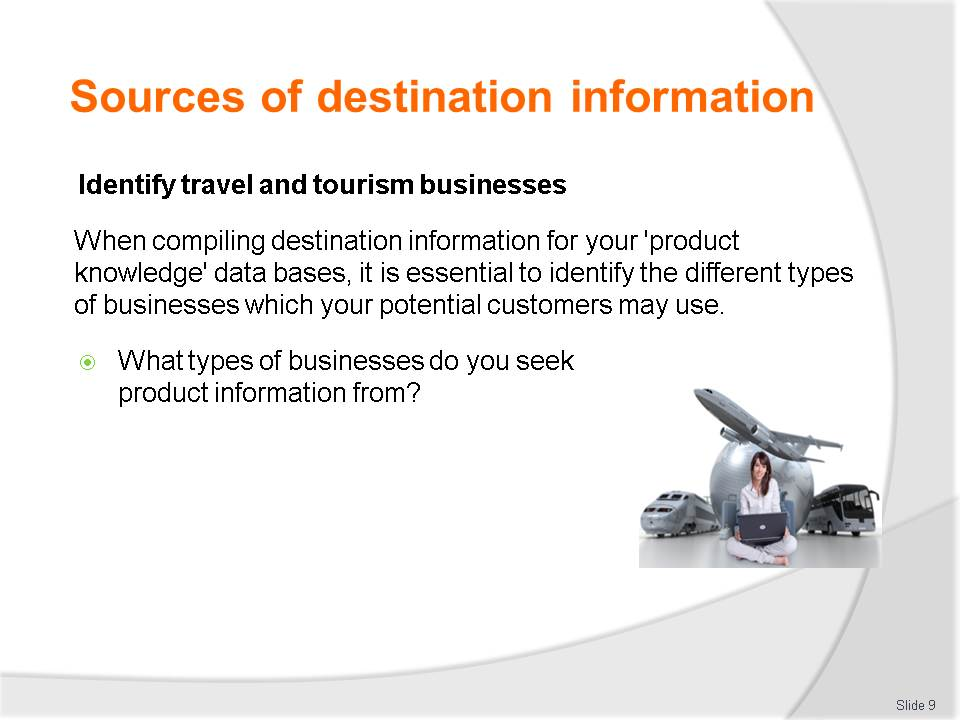 Sources of destination information
Identify travel and tourism businesses
When compiling destination information for your 'product
knowledge' data bases, it is essential to identify the different types
of businesses which your potential customers may use.
What types of businesses do you seek
product information from?
Slide 9